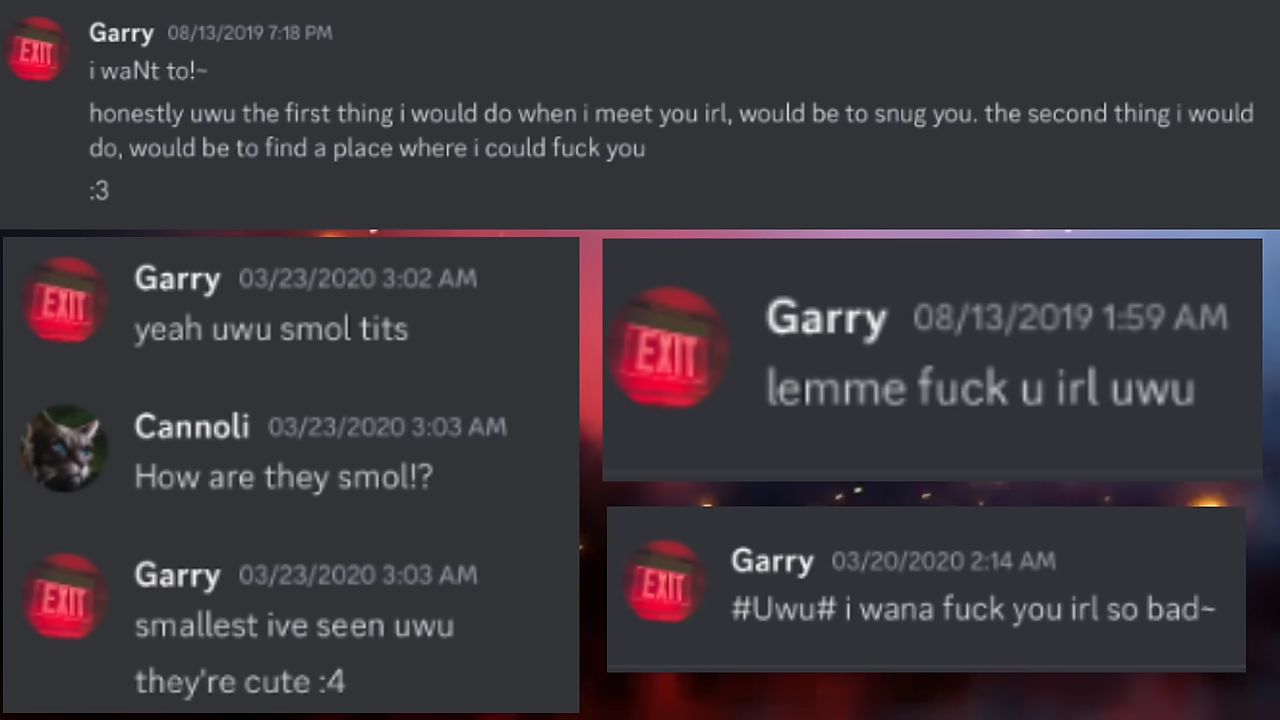 Garry 08/13/2019 7:18 PM
EXIT
i waNt to!~
honestly uwu the first thing i would do when i meet you irl, would be to snug you. the second thing i would
do, would be to find a place where i could fuck you
:3
Garry 03/23/2020 3:02 AM
EXIT
yeah uwu smol tits
Cannoli 03/23/2020 3:03 AM
How are they smol!?
Garry 03/23/2020 3:03 AM
EXIT
smallest ive seen uwu
they're cute :4
Garry 08/13/2019 1:59 AM
EXIT
lemme fuck u irl uwu
Garry 03/20/2020 2:14 AM
EXIT
#Uwu# i wana fuck you irl so bad~